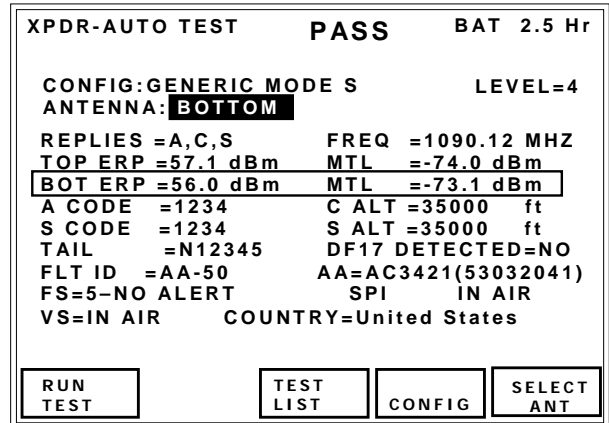 XPDR-AUTO TEST PASS BAT 2.5 Hr
CONFIG:GENERIC MODE S LEVEL=4
ANTENNA: BOTTOM
REPLIES =A,C,S FREQ =1090.12 MHZ
TOP ERP =57.1 dBm MTL =-74.0 dBm
BOT ERP =56.0 dBm MTL =-73.1 dBm
A CODE =1234 C ALT =35000 ft
S CODE =1234 S ALT =35000 ft
TAIL =N12345 DF17 DETECTED=NO
FLT ID =AA-50 AA=AC3421(53032041)
FS=5–NO ALERT SPI IN AIR
VS=IN AIR COUNTRY=United States
RUN TEST
TEST LIST
CONFIG
SELECT ANT